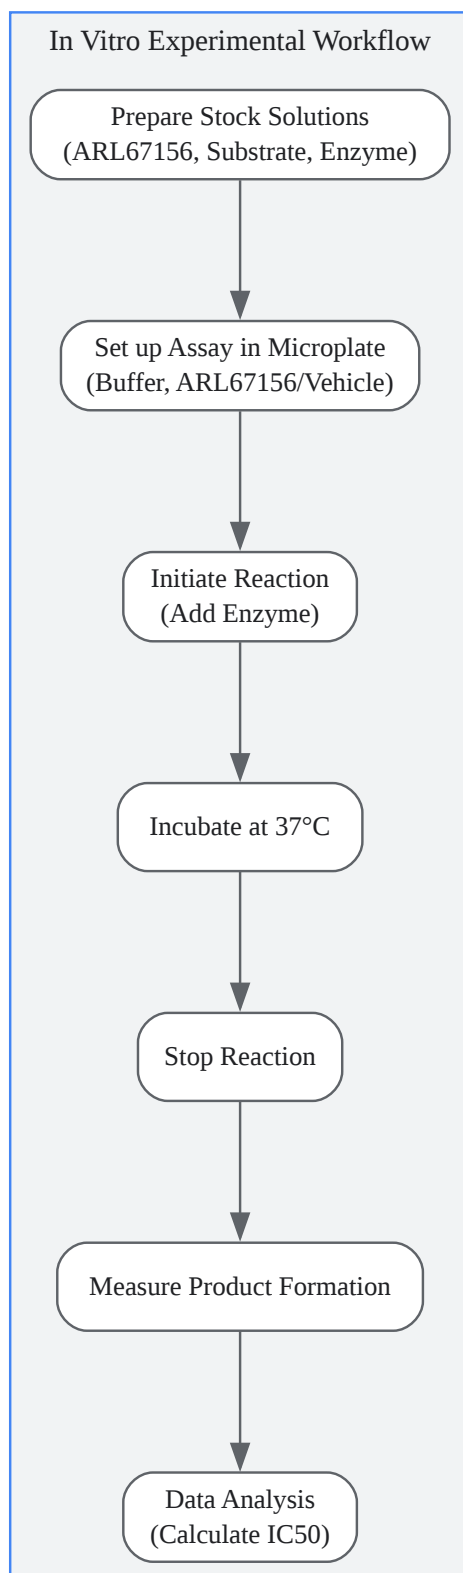 In Vitro Experimental Workflow
Prepare Stock Solutions
(ARL67156, Substrate, Enzyme)
Set up Assay in Microplate
(Buffer, ARL67156/Vehicle)
Initiate Reaction
(Add Enzyme)
Incubate at 37°C
Stop Reaction
Measure Product Formation
Data Analysis
(Calculate IC50)